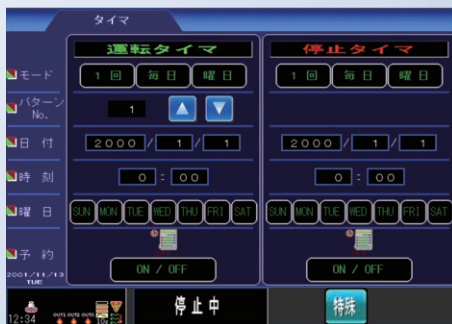 タイマ
運転タイマ 停止タイマ
モード 1回 毎日 曜日 1回 毎日 曜日
パターン No. 1
日付 2000 / 1 / 1 2000 / 1 / 1
時刻 0 : 00 0 : 00
曜日 SUN MON TUE WED THU FRI SAT SUN MON TUE WED THU FRI SAT
予約 ON / OFF ON / OFF
2001/11/13
TUE
12:34 OUT1 OUT2 OUT3 停止中 特殊